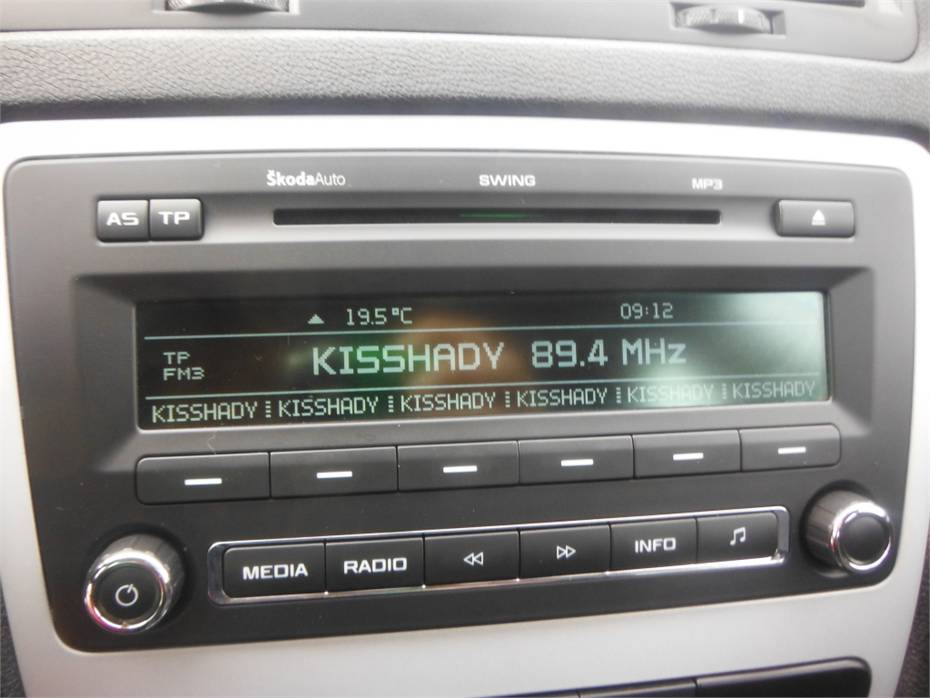 ŠkodaAuto SWING MP3
AS TP
19.5°C 09:12
TP
FM3
KISSHADY 89.4 MHz
KISSHADY KISSHADY KISSHADY KISSHADY KISSHADY KISSHADY
MEDIA RADIO INFO